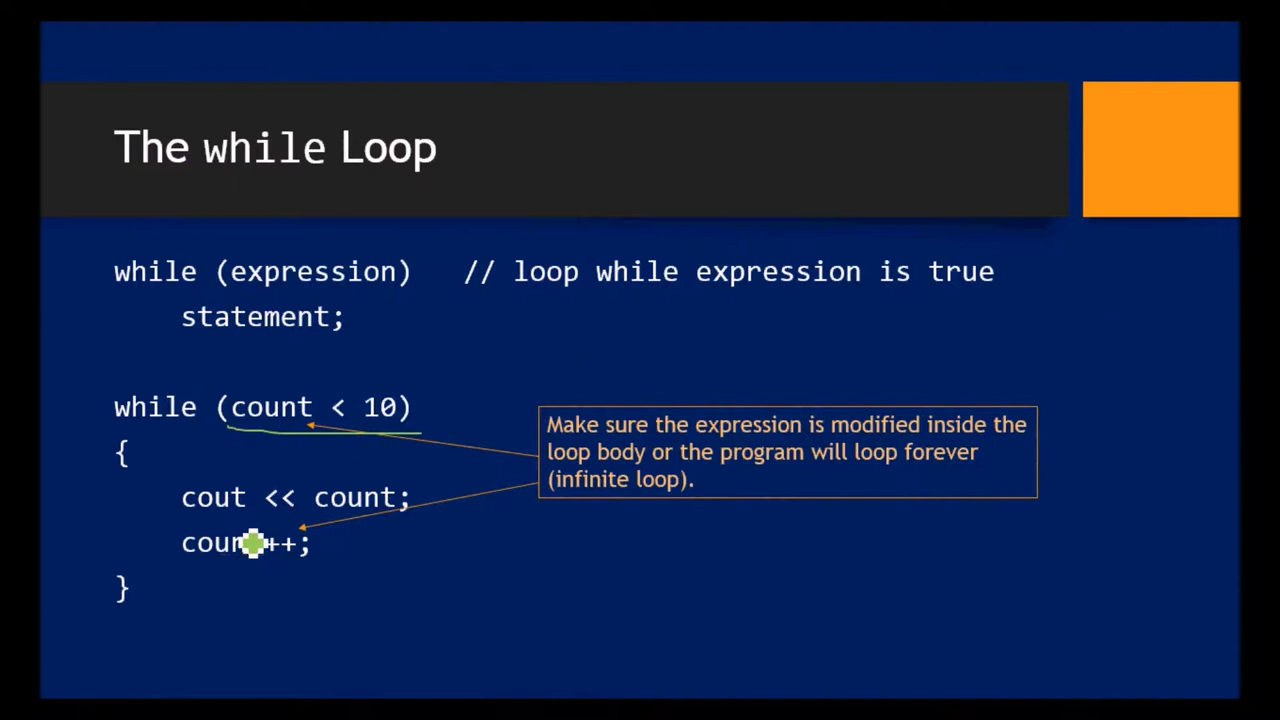 The while Loop
while (expression)   // loop while expression is true
    statement;
while (count < 10)
{
    cout << count;
Make sure the expression is modified inside the
loop body or the program will loop forever
(infinite loop).
    count++;
}